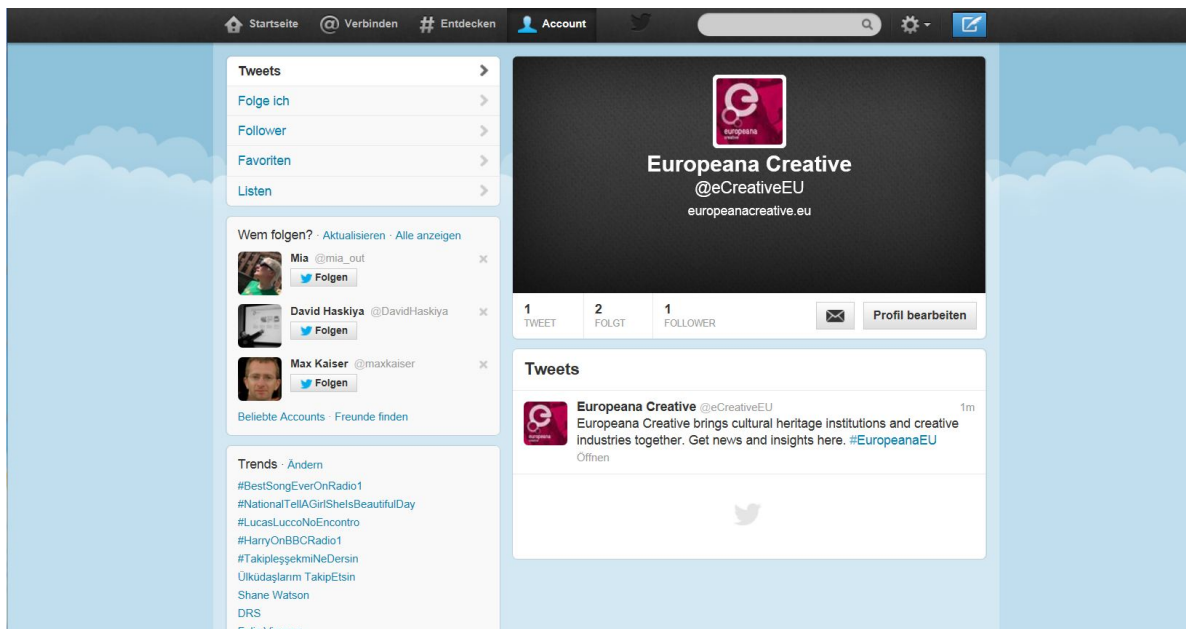 Startseite @ Verbinden # Entdecken Account
Tweets
Folge ich
Follower
Favoriten
Listen
Wem folgen? · Aktualisieren · Alle anzeigen
Mia @mia_out
Folgen
David Haskiya @DavidHaskiya
Folgen
Max Kaiser @maxkaiser
Folgen
Beliebte Accounts · Freunde finden
Trends · Ändern
#BestSongEverOnRadio1
#NationalTellAGirlSheIsBeautifulDay
#LucasLuccoNoEncontro
#HarryOnBBCRadio1
#TakipleşşekmiNeDersin
Ülküdaşlarım TakipEtsin
Shane Watson
DRS
europeana
creative
Europeana Creative
@eCreativeEU
europeanacreative.eu
1 2 1
TWEET FOLGT FOLLOWER Profil bearbeiten
Tweets
Europeana Creative @eCreativeEU 1m
Europeana Creative brings cultural heritage institutions and creative
industries together. Get news and insights here. #EuropeanaEU
Öffnen